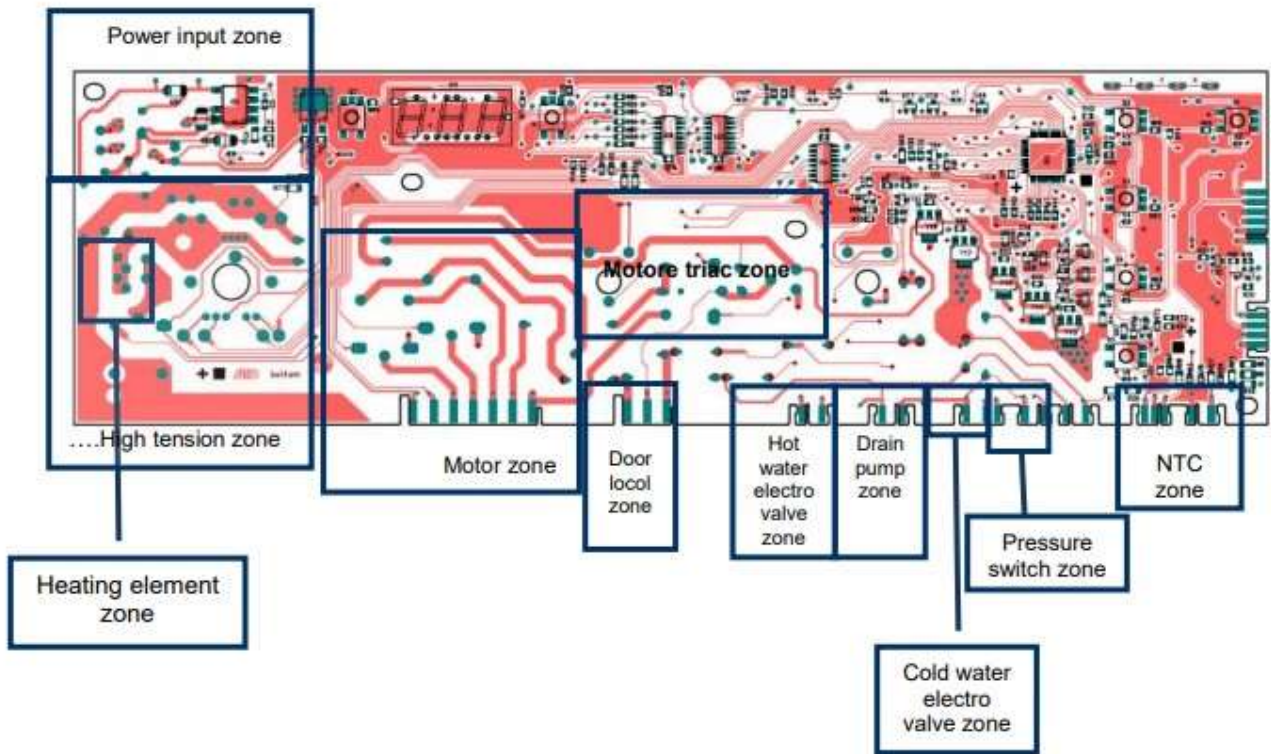 Power input zone
Motore triac zone
....High tension zone
Motor zone
Door
locol
zone
Hot
water
electro
valve
zone
Drain
pump
zone
NTC
zone
Pressure
switch zone
Heating element
zone
Cold water
electro
valve zone